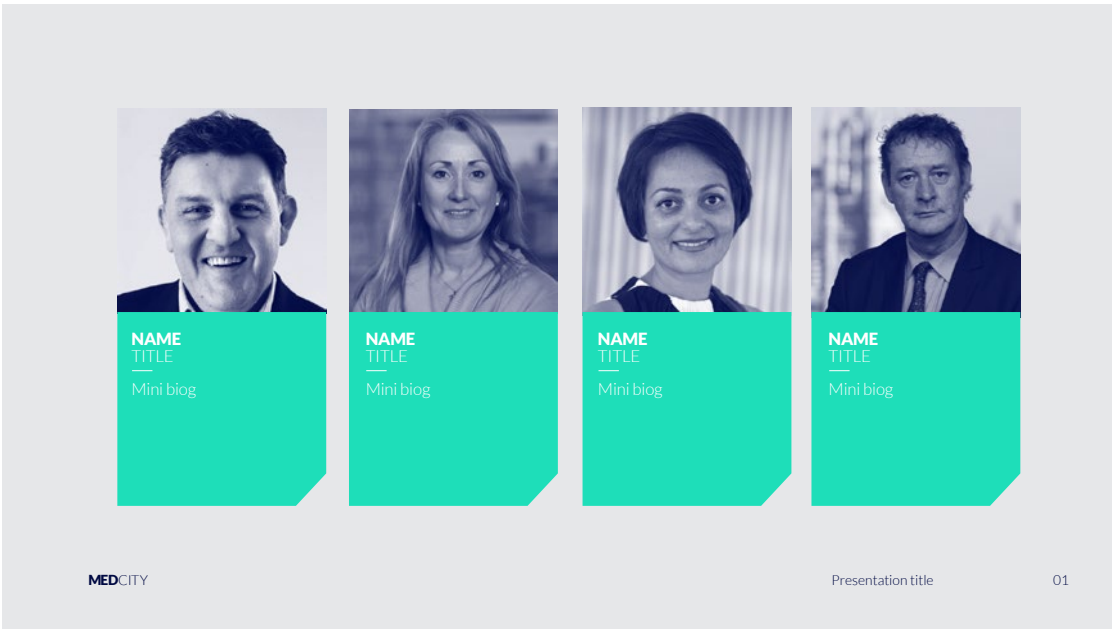 NAME
TITLE
Mini biog
NAME
TITLE
Mini biog
NAME
TITLE
Mini biog
NAME
TITLE
Mini biog
MEDCITY
Presentation title
01